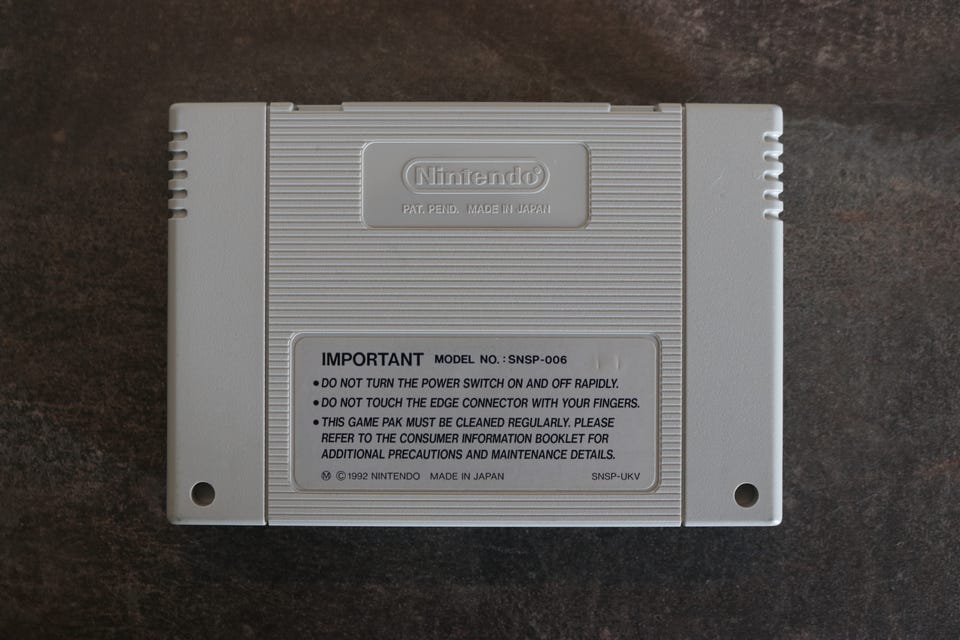 Nintendo®
PAT. PEND. MADE IN JAPAN
IMPORTANT MODEL NO. : SNSP-006
• DO NOT TURN THE POWER SWITCH ON AND OFF RAPIDLY.
• DO NOT TOUCH THE EDGE CONNECTOR WITH YOUR FINGERS.
• THIS GAME PAK MUST BE CLEANED REGULARLY. PLEASE
REFER TO THE CONSUMER INFORMATION BOOKLET FOR
ADDITIONAL PRECAUTIONS AND MAINTENANCE DETAILS.
Ⓜ ©1992 NINTENDO MADE IN JAPAN SNSP-UKV